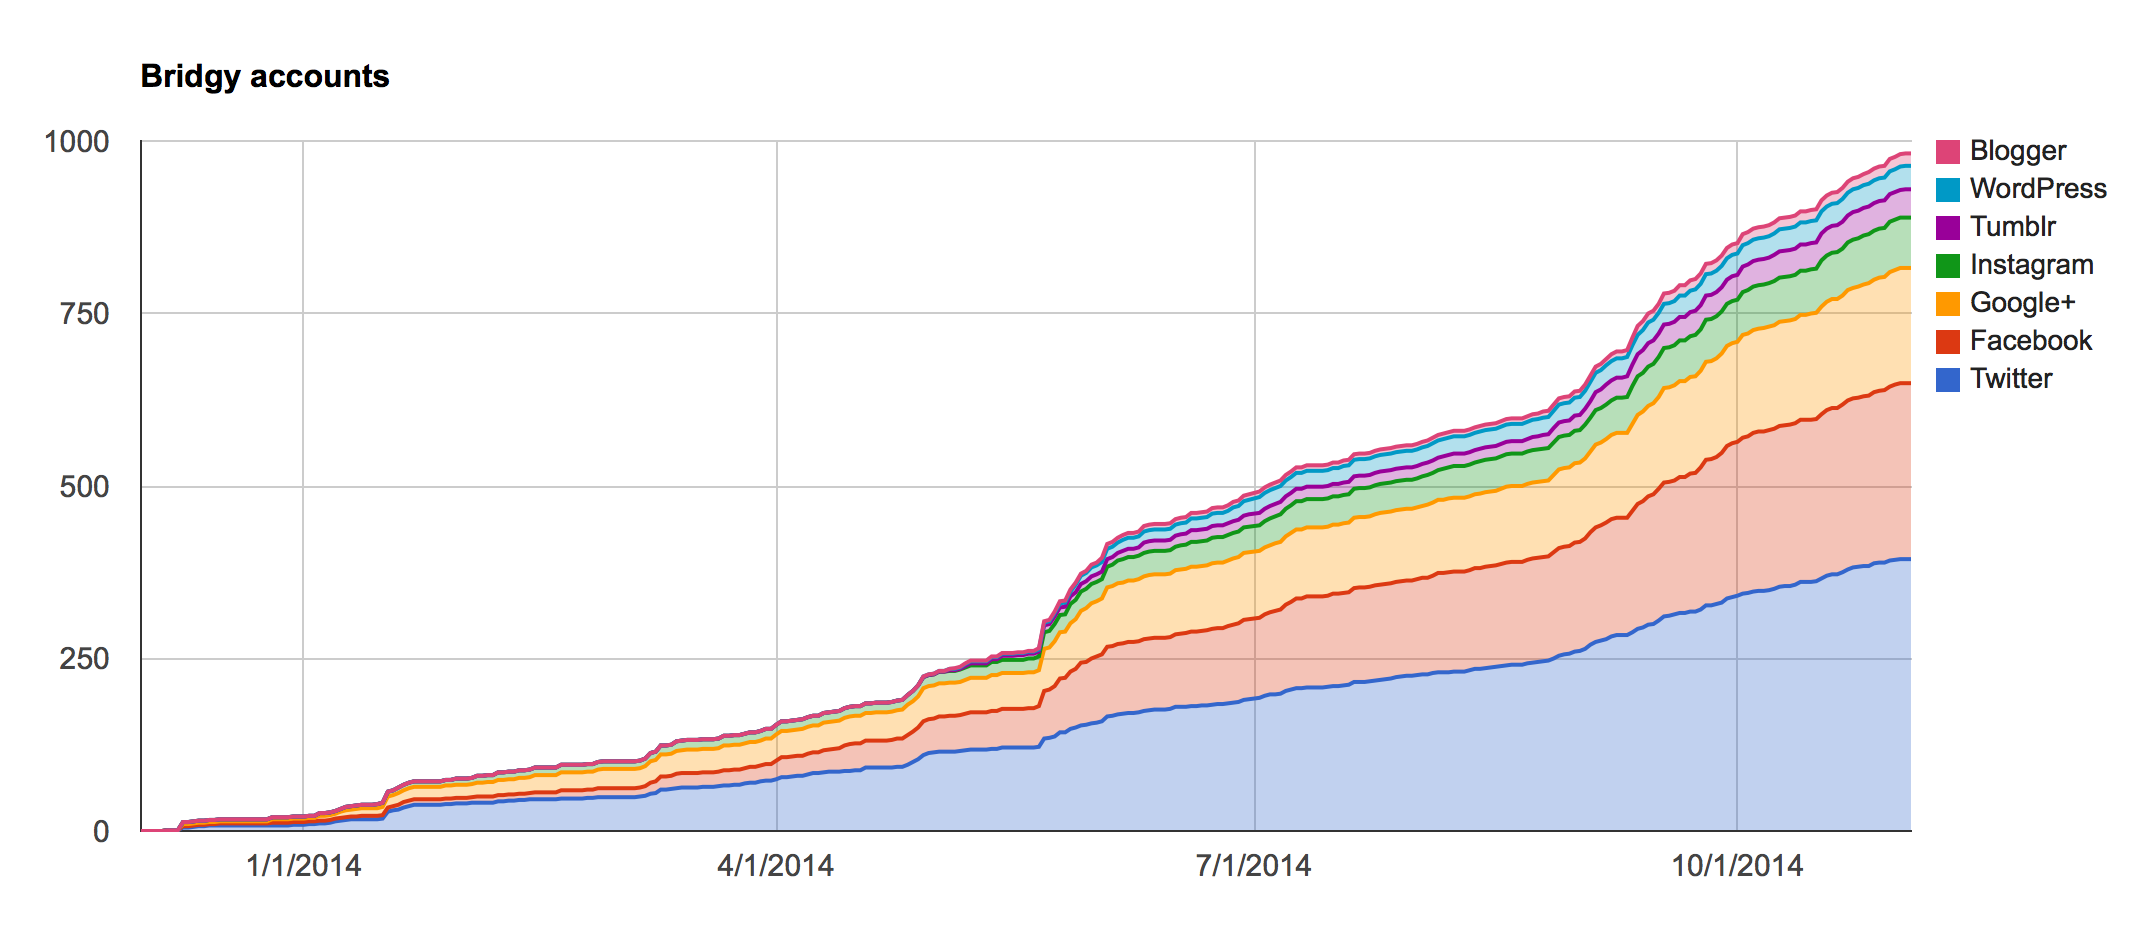 Bridgy accounts
1000
750
500
250
0
1/1/2014
4/1/2014
7/1/2014
10/1/2014
Blogger
WordPress
Tumblr
Instagram
Google+
Facebook
Twitter